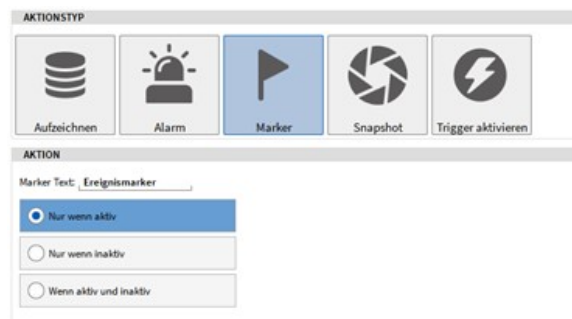 AKTIONSTYP
Aufzeichnen Alarm Marker Snapshot Trigger aktivieren
AKTION
Marker Text: Ereignismarker
Nur wenn aktiv
Nur wenn inaktiv
Wenn aktiv und inaktiv